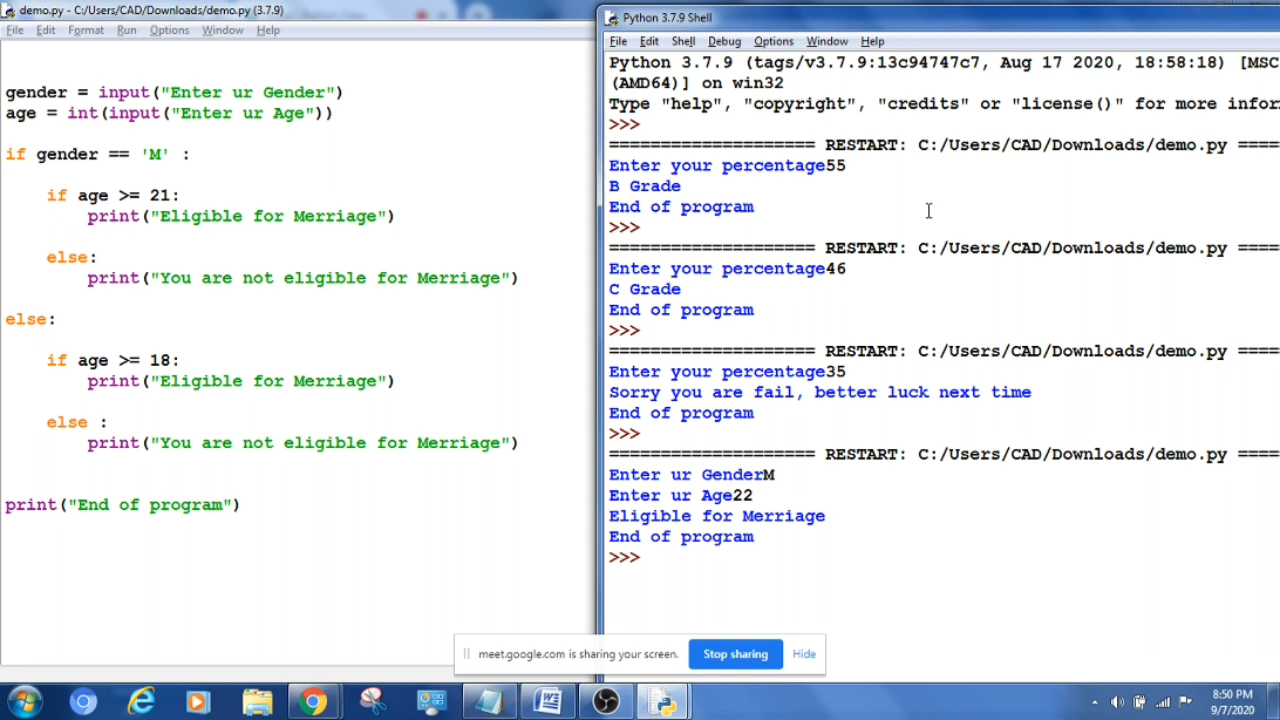 demo.py - C:/Users/CAD/Downloads/demo.py (3.7.9)
File Edit Format Run Options Window Help
gender = input("Enter ur Gender")
age = int(input("Enter ur Age"))
if gender == 'M' :
if age >= 21:
print("Eligible for Merriage")
else:
print("You are not eligible for Merriage")
else:
if age >= 18:
print("Eligible for Merriage")
else :
print("You are not eligible for Merriage")
print("End of program")
Python 3.7.9 Shell
File Edit Shell Debug Options Window Help
Python 3.7.9 (tags/v3.7.9:13c94747c7, Aug 17 2020, 18:58:18) [MSC
(AMD64)] on win32
Type "help", "copyright", "credits" or "license()" for more infor
>>>
==================== RESTART: C:/Users/CAD/Downloads/demo.py ====
Enter your percentage55
B Grade
End of program
>>>
==================== RESTART: C:/Users/CAD/Downloads/demo.py ====
Enter your percentage46
C Grade
End of program
>>>
==================== RESTART: C:/Users/CAD/Downloads/demo.py ====
Enter your percentage35
Sorry you are fail, better luck next time
End of program
>>>
==================== RESTART: C:/Users/CAD/Downloads/demo.py ====
Enter ur GenderM
Enter ur Age22
Eligible for Merriage
End of program
>>>
meet.google.com is sharing your screen. Stop sharing Hide
8:50 PM
9/7/2020